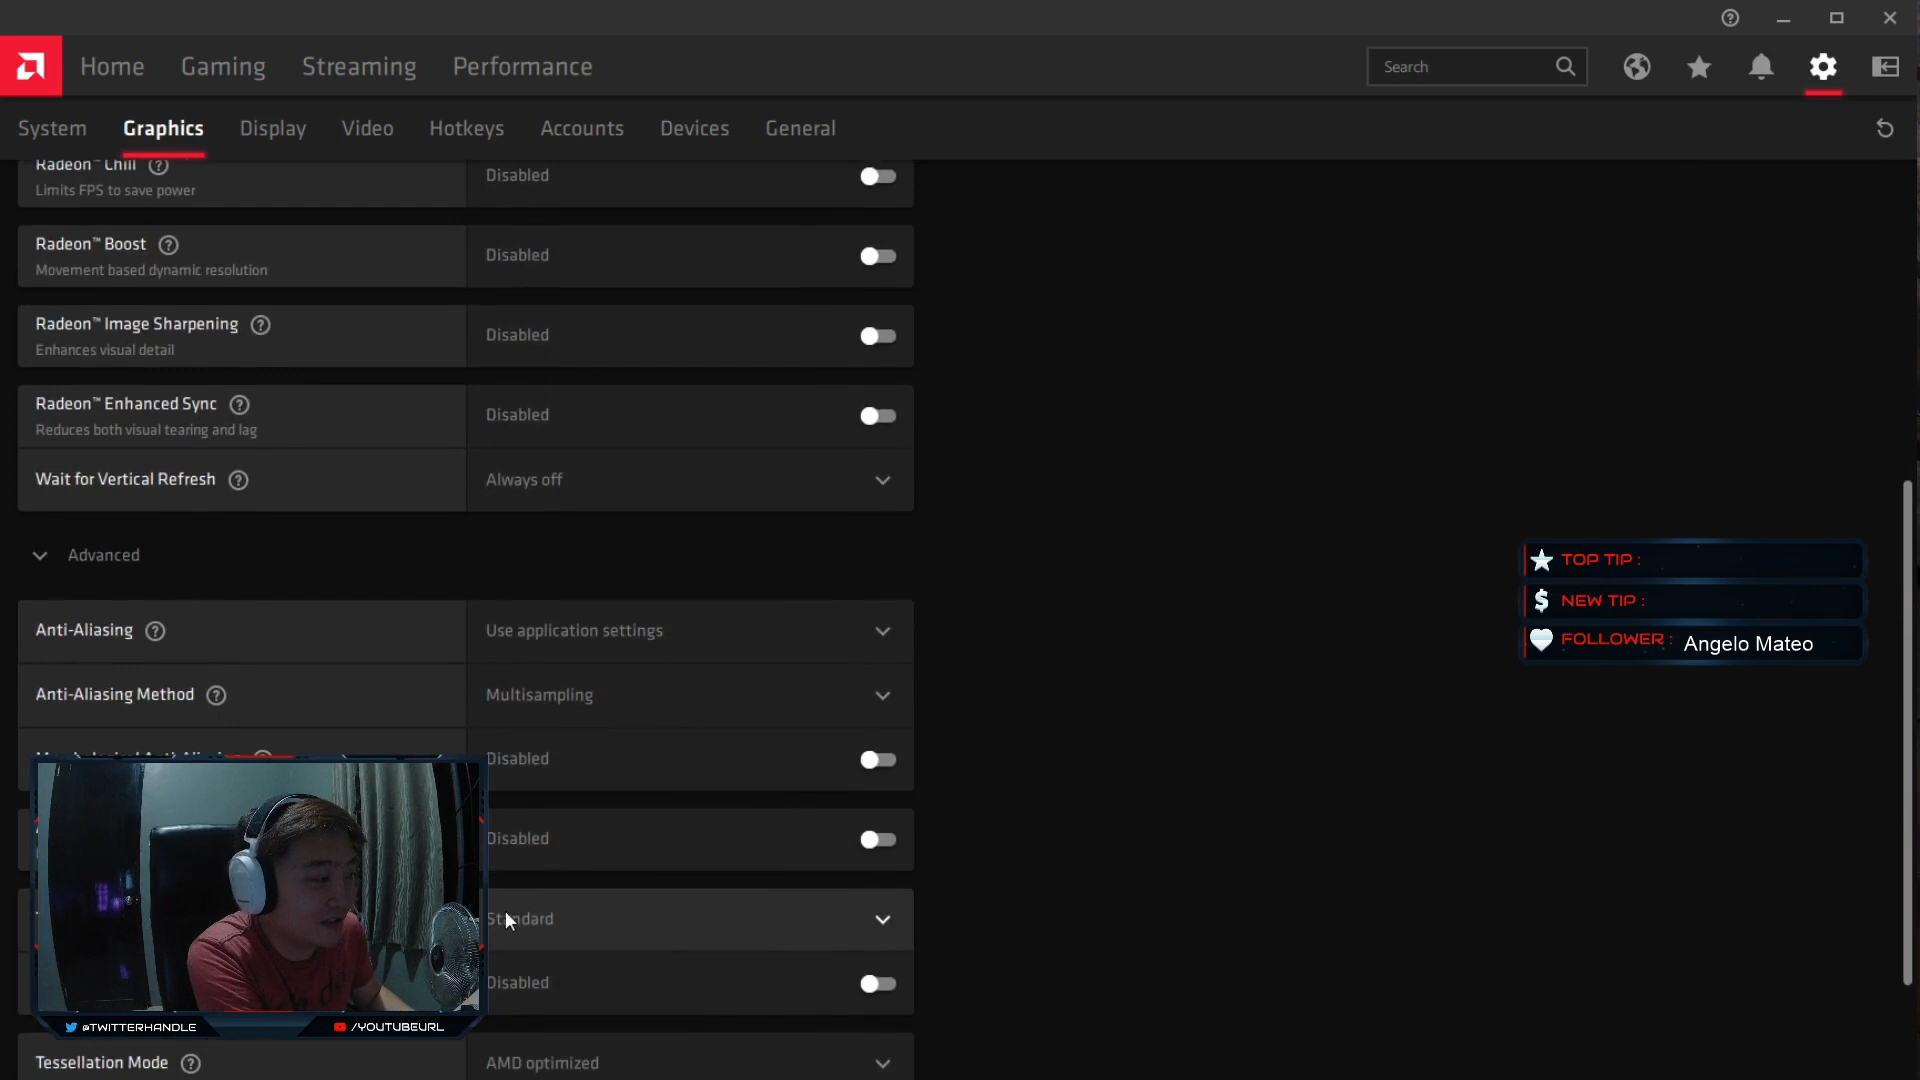 Home Gaming Streaming Performance Search
System Graphics Display Video Hotkeys Accounts Devices General
Radeon™ Chill Disabled
Limits FPS to save power
Radeon™ Boost Disabled
Movement based dynamic resolution
Radeon™ Image Sharpening Disabled
Enhances visual detail
Radeon™ Enhanced Sync Disabled
Reduces both visual tearing and lag
Wait for Vertical Refresh Always off
Advanced
Anti-Aliasing Use application settings
Anti-Aliasing Method Multisampling
Disabled
Disabled
Standard
Disabled
Tessellation Mode AMD optimized
TOP TIP :
NEW TIP :
FOLLOWER : Angelo Mateo
@TWITTERHANDLE /YOUTUBEURL